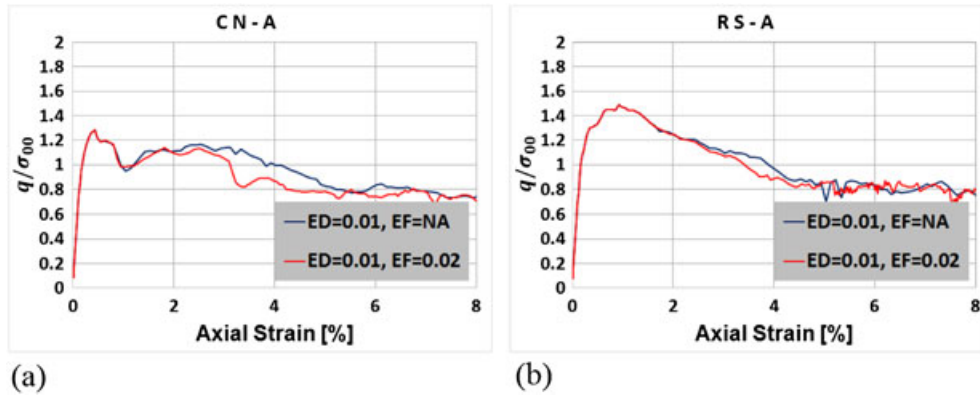 C N - A
2
1.8
1.6
1.4
1.2
1
0.8
0.6
0.4
0.2
0
q/σ00
0 2 4 6 8
Axial Strain [%]
ED=0.01, EF=NA
ED=0.01, EF=0.02
(a)
R S - A
2
1.8
1.6
1.4
1.2
1
0.8
0.6
0.4
0.2
0
q/σ00
0 2 4 6 8
Axial Strain [%]
ED=0.01, EF=NA
ED=0.01, EF=0.02
(b)